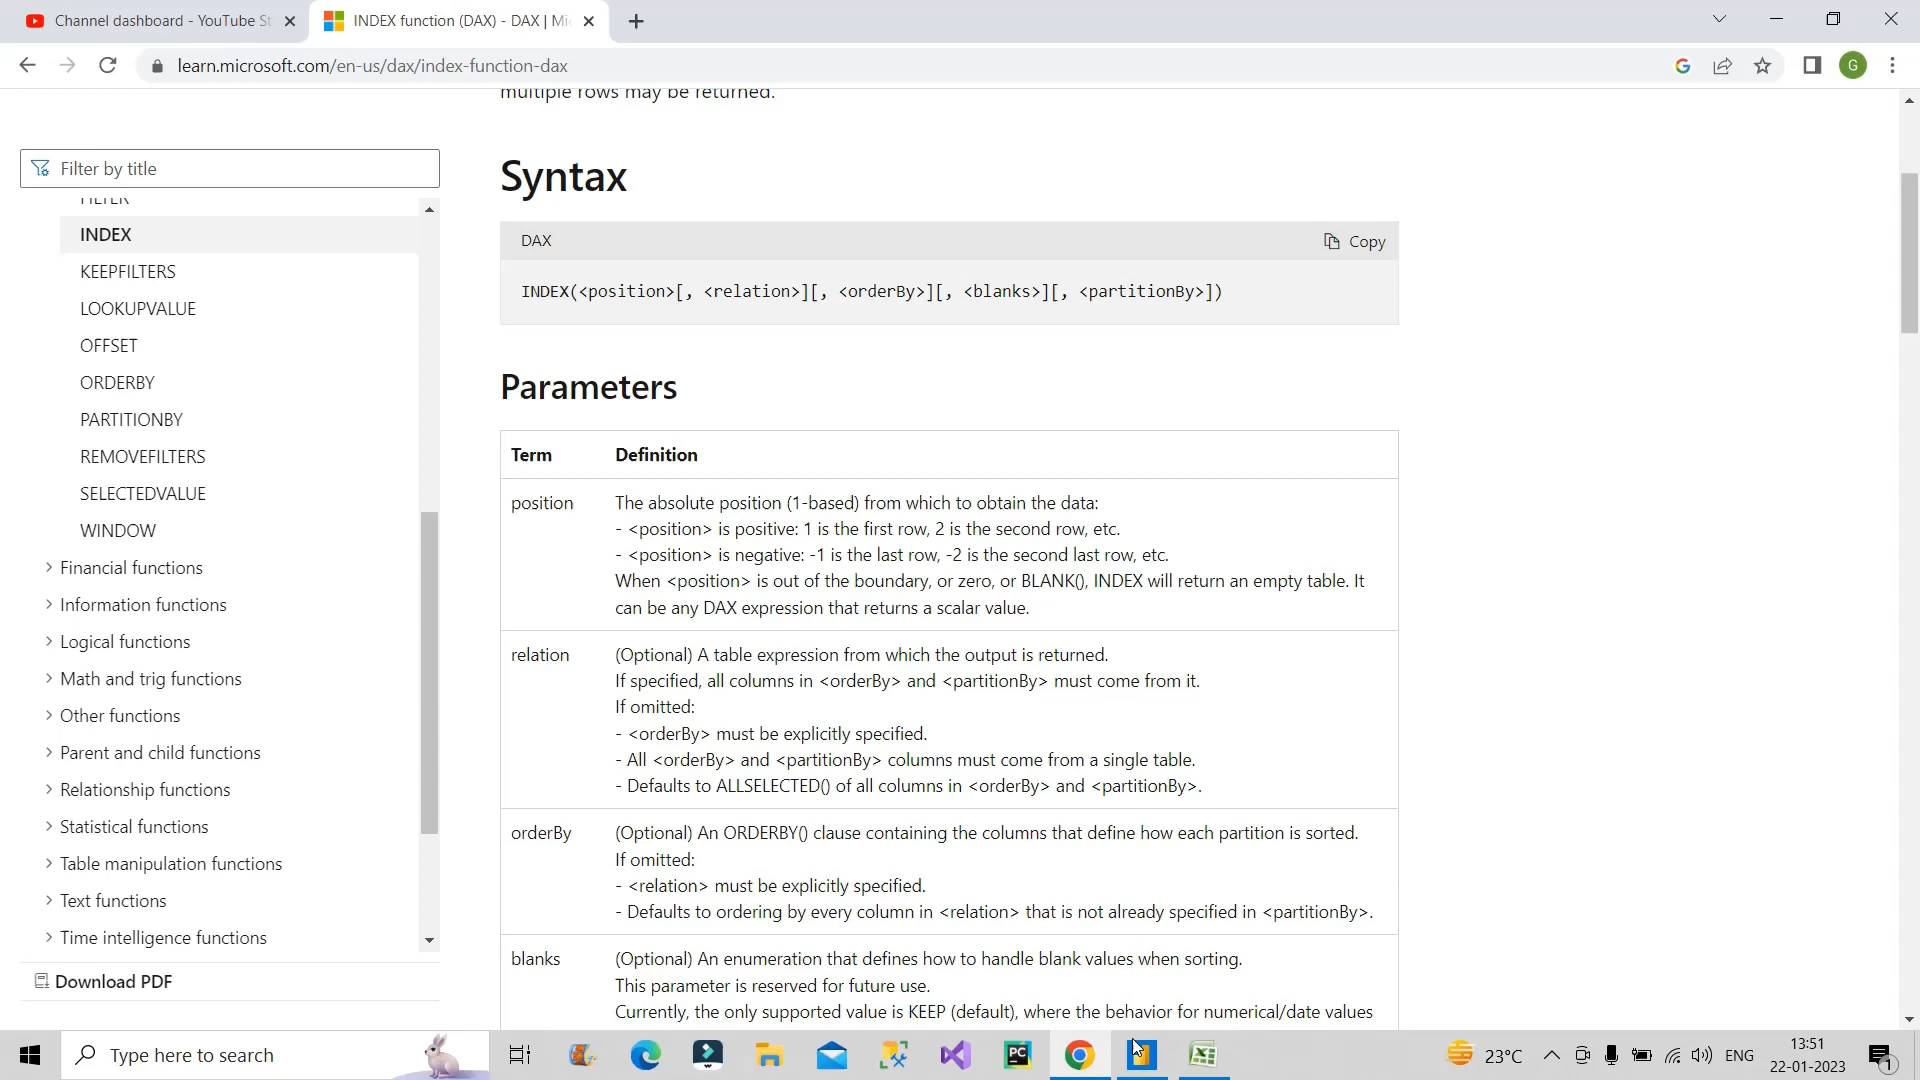 Channel dashboard - YouTube St
INDEX function (DAX) - DAX | Mi
learn.microsoft.com/en-us/dax/index-function-dax
G
multiple rows may be returned.
Filter by title
FILTER
INDEX
KEEPFILTERS
LOOKUPVALUE
OFFSET
ORDERBY
PARTITIONBY
REMOVEFILTERS
SELECTEDVALUE
WINDOW
Financial functions
Information functions
Logical functions
Math and trig functions
Other functions
Parent and child functions
Relationship functions
Statistical functions
Table manipulation functions
Text functions
Time intelligence functions
Download PDF
Syntax
DAX
Copy
INDEX(<position>[, <relation>][, <orderBy>][, <blanks>][, <partitionBy>])
Parameters
Term Definition
position The absolute position (1-based) from which to obtain the data:
- <position> is positive: 1 is the first row, 2 is the second row, etc.
- <position> is negative: -1 is the last row, -2 is the second last row, etc.
When <position> is out of the boundary, or zero, or BLANK(), INDEX will return an empty table. It
can be any DAX expression that returns a scalar value.
relation (Optional) A table expression from which the output is returned.
If specified, all columns in <orderBy> and <partitionBy> must come from it.
If omitted:
- <orderBy> must be explicitly specified.
- All <orderBy> and <partitionBy> columns must come from a single table.
- Defaults to ALLSELECTED() of all columns in <orderBy> and <partitionBy>.
orderBy (Optional) An ORDERBY() clause containing the columns that define how each partition is sorted.
If omitted:
- <relation> must be explicitly specified.
- Defaults to ordering by every column in <relation> that is not already specified in <partitionBy>.
blanks (Optional) An enumeration that defines how to handle blank values when sorting.
This parameter is reserved for future use.
Currently, the only supported value is KEEP (default), where the behavior for numerical/date values
Type here to search
PC
23°C
ENG
13:51
22-01-2023
1